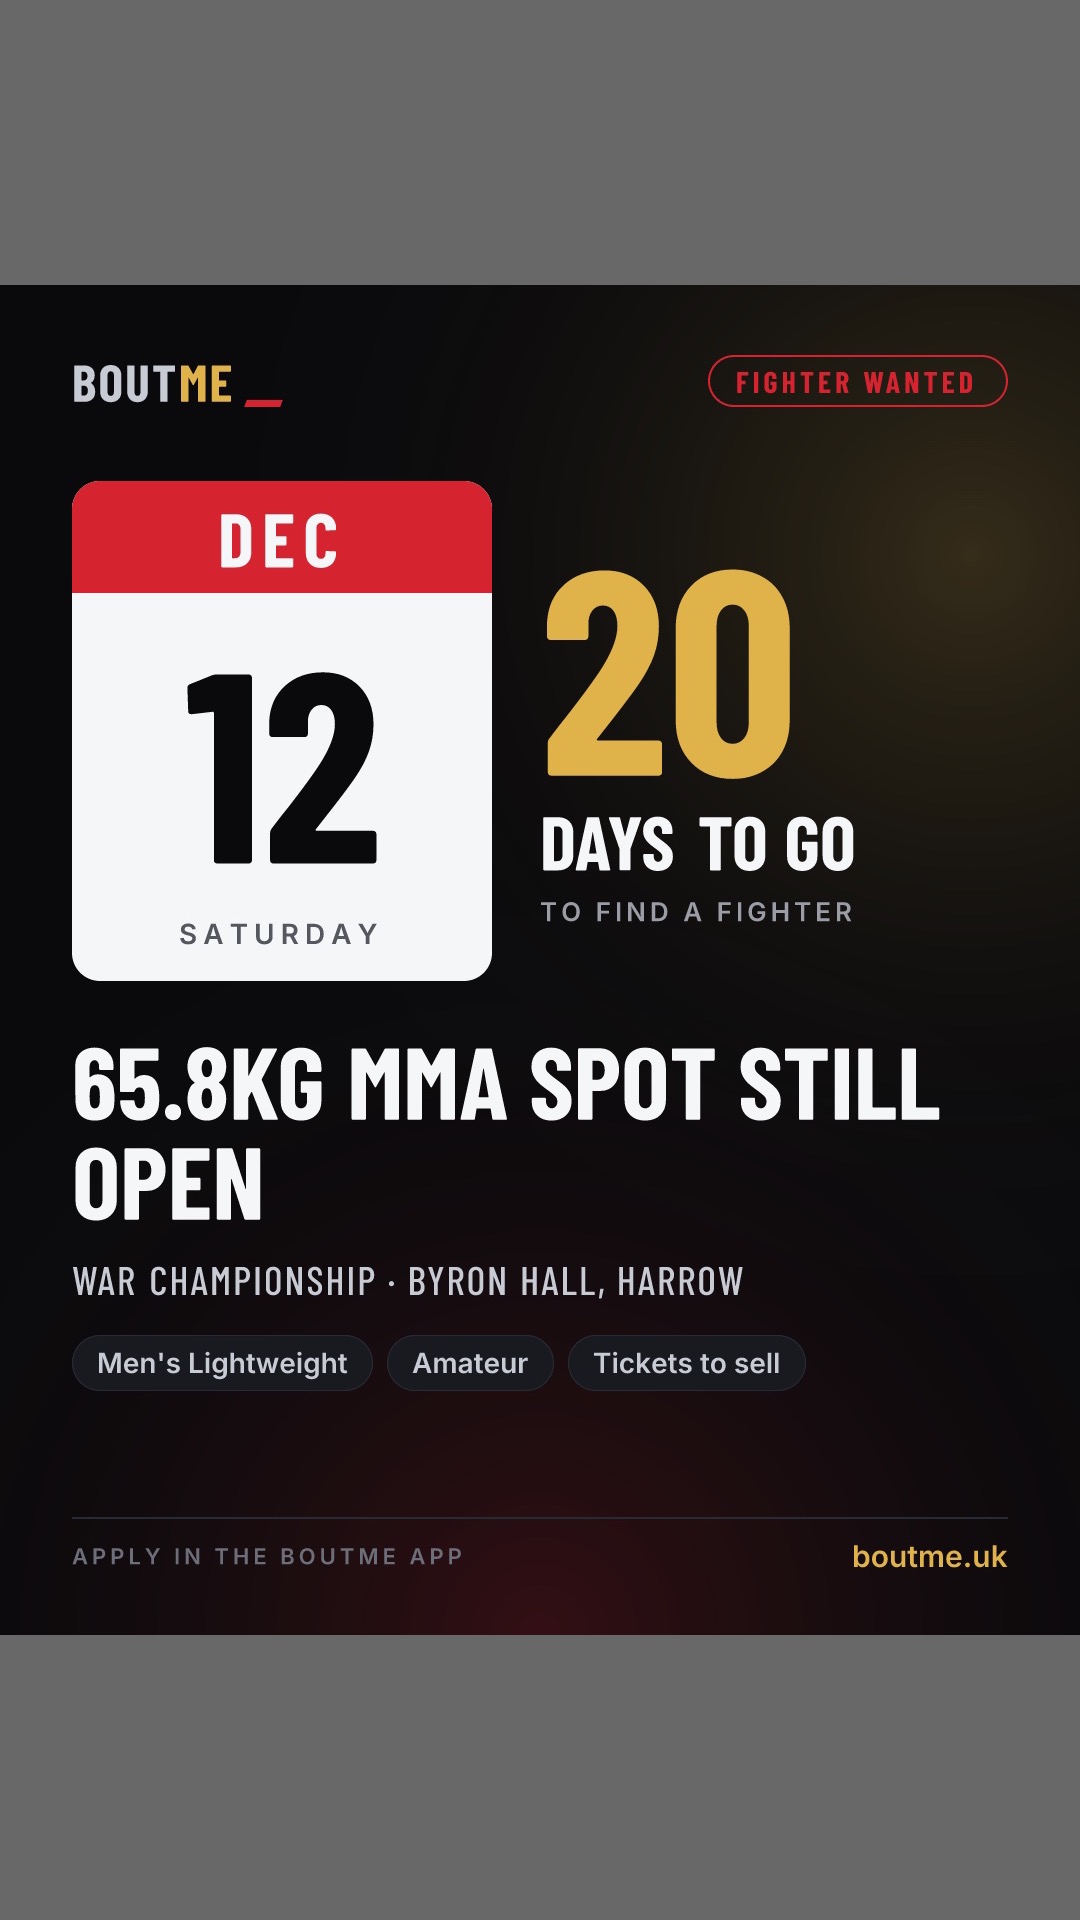 BOUTME
FIGHTER WANTED
DEC
12
SATURDAY
20
DAYS TO GO
TO FIND A FIGHTER
65.8KG MMA SPOT STILL
OPEN
WAR CHAMPIONSHIP · BYRON HALL, HARROW
Men's Lightweight
Amateur
Tickets to sell
APPLY IN THE BOUTME APP
boutme.uk